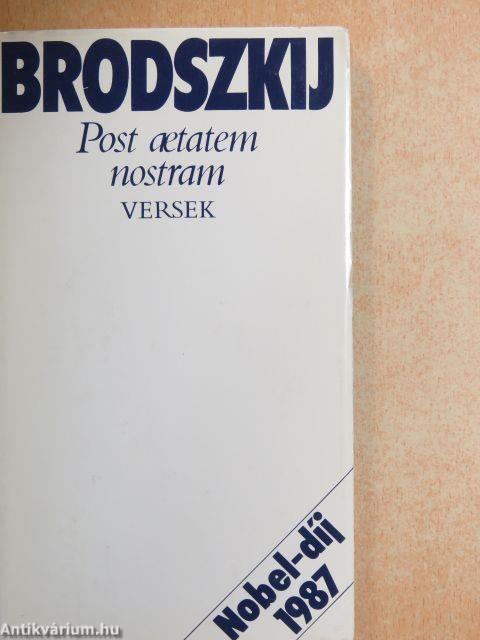 BRODSZKIJ
Post ætatem
nostram
VERSEK
Nobel-díj
1987
Antikvárium.hu